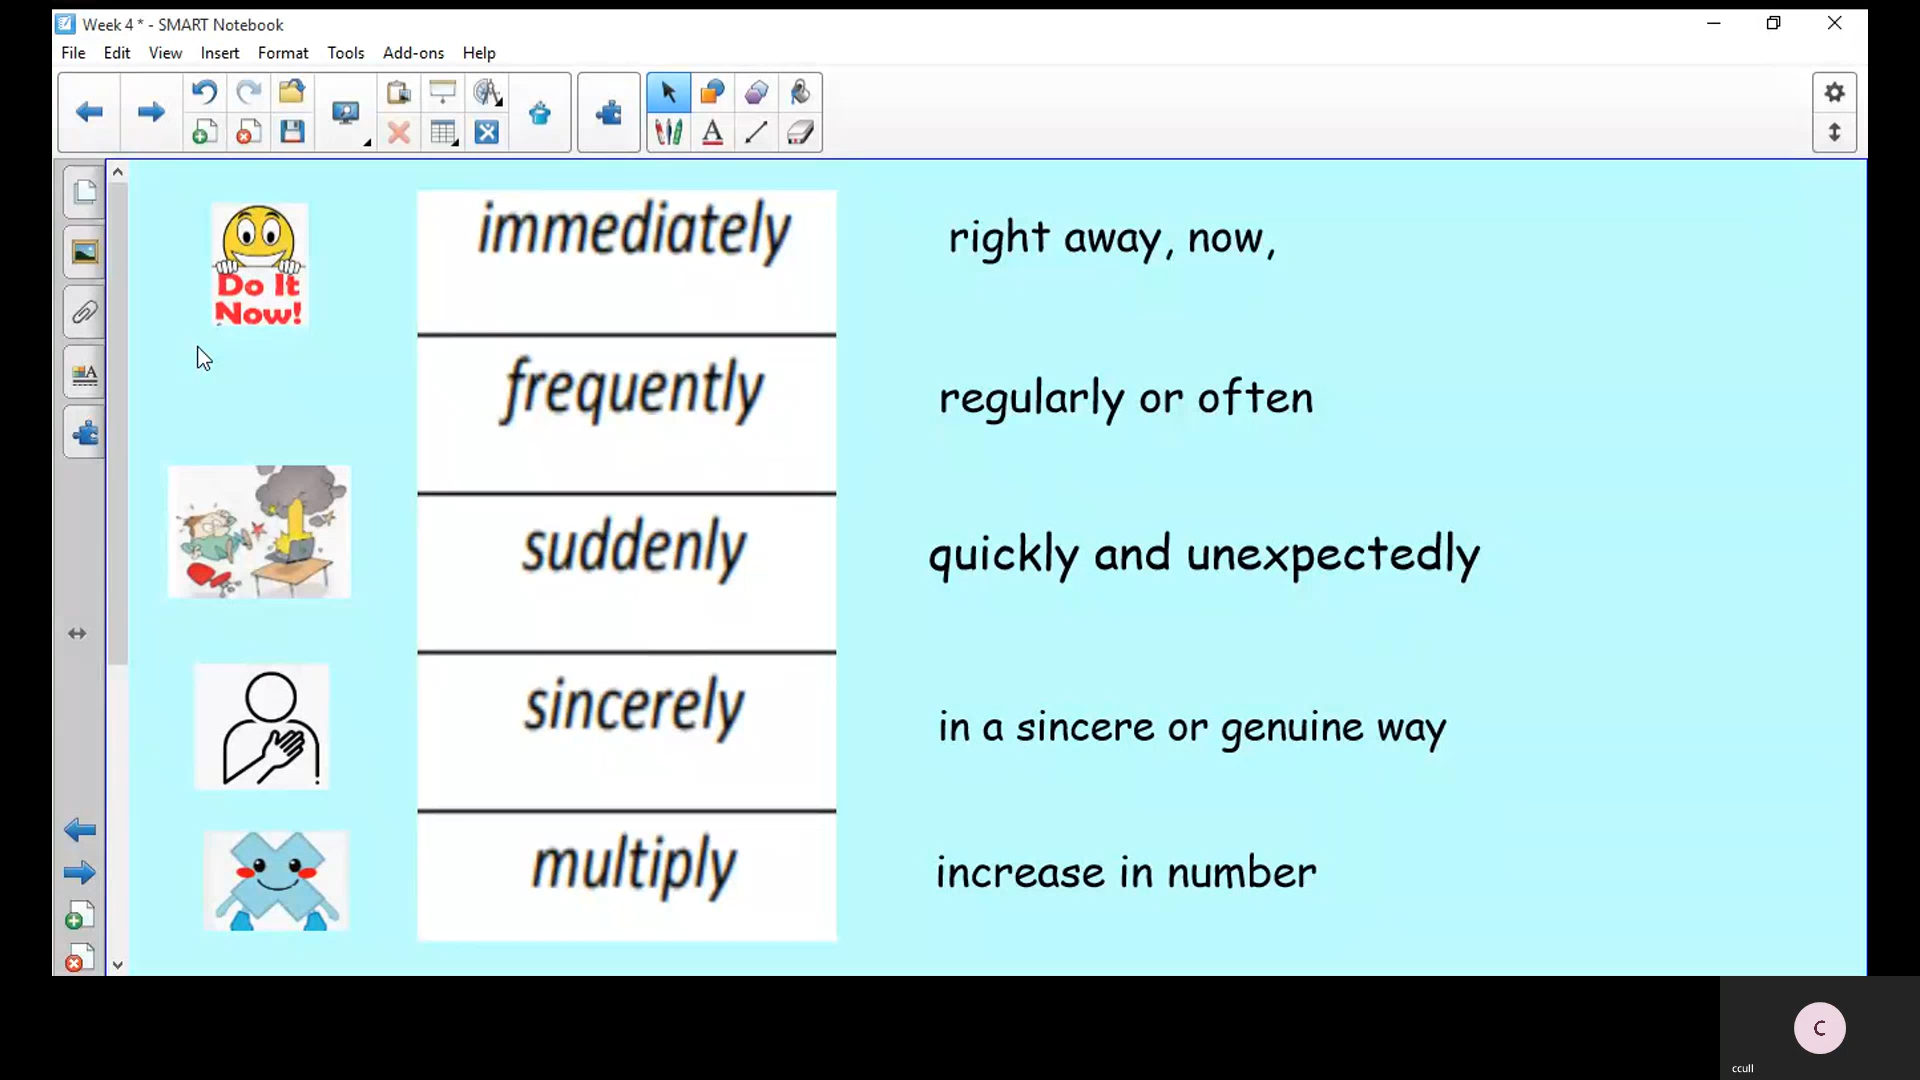 Week 4 * - SMART Notebook
File Edit View Insert Format Tools Add-ons Help
Do It
Now!
immediately
right away, now,
frequently
regularly or often
suddenly
quickly and unexpectedly
sincerely
in a sincere or genuine way
multiply
increase in number
C
ccull